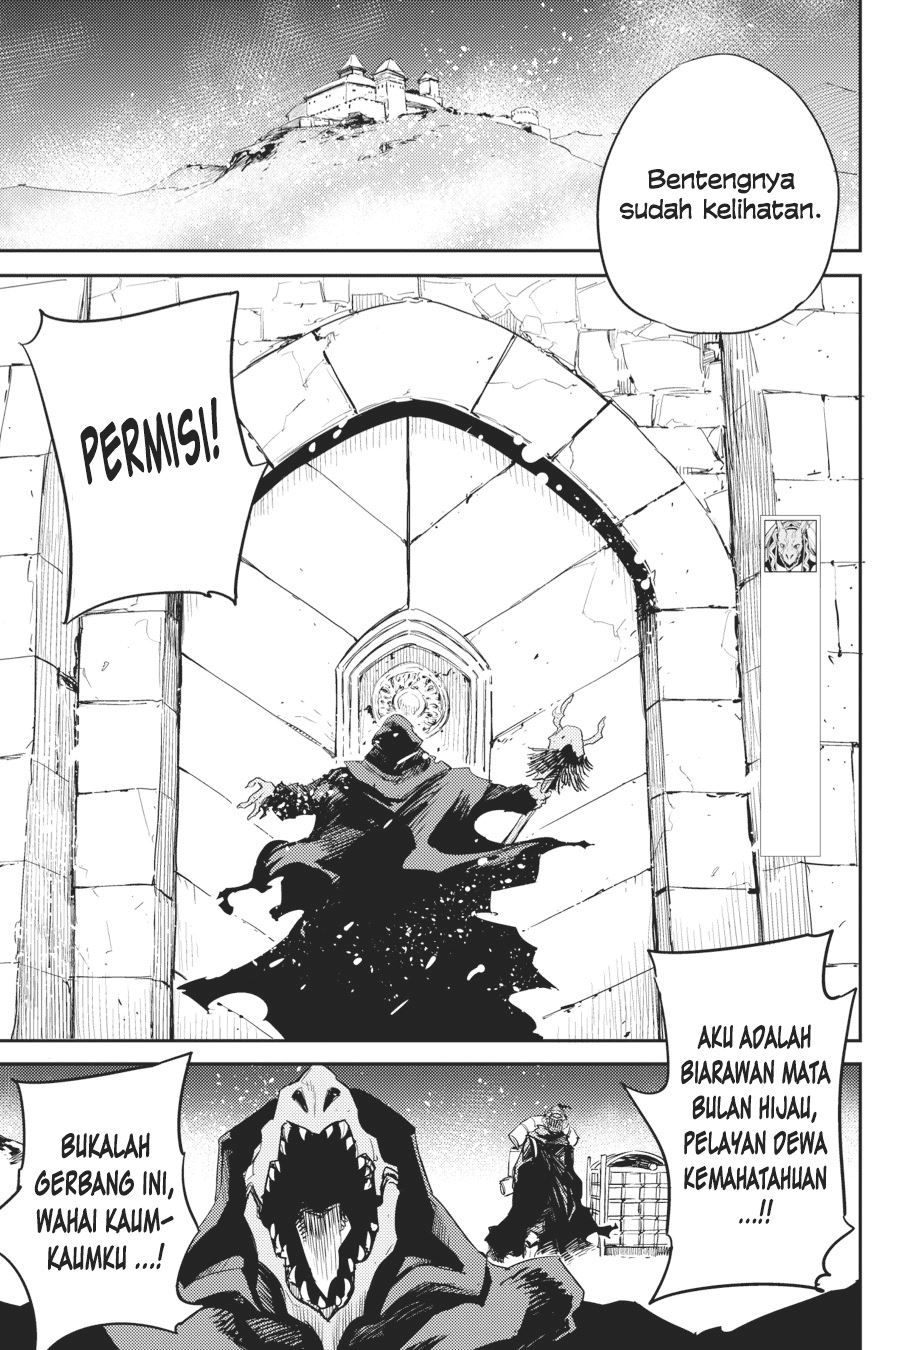 Bentengnya
sudah kelihatan.
PERMISI!
AKU ADALAH
BIARAWAN MATA
BULAN HIJAU,
PELAYAN DEWA
KEMAHATAHUAN
...!!
BUKALAH
GERBANG INI,
WAHAI KAUM-
KAUMKU ...!